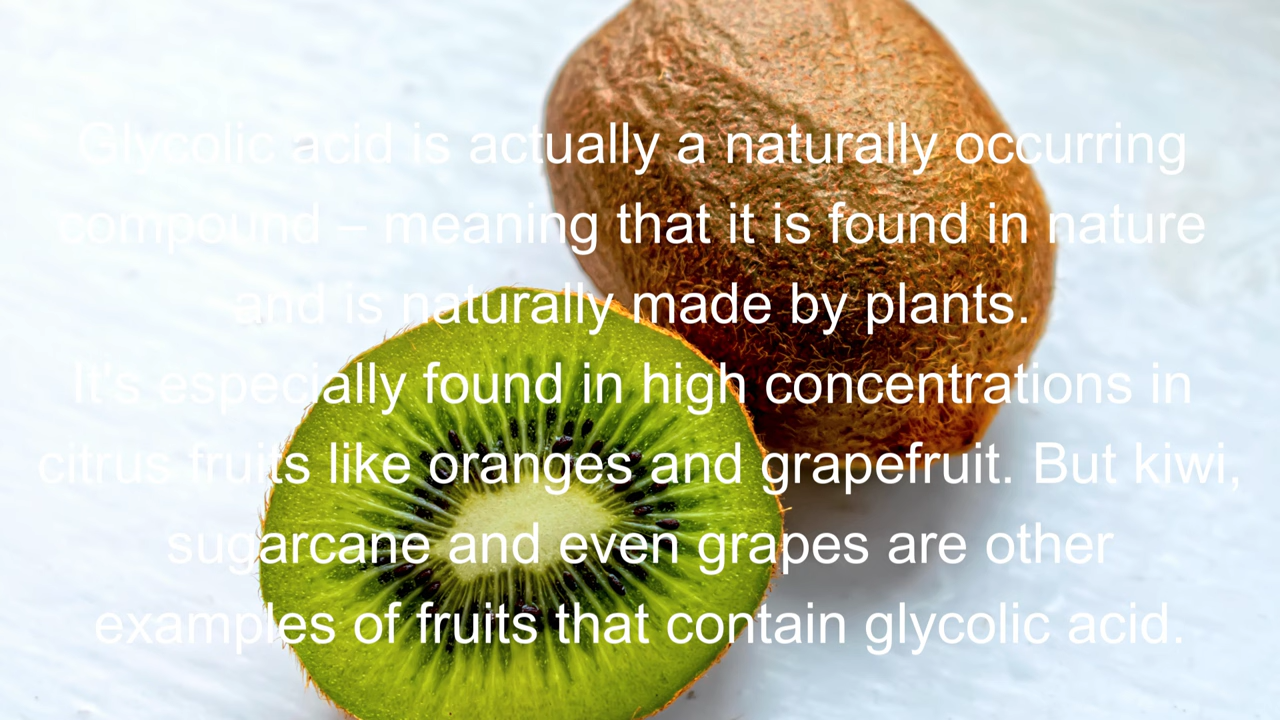 Glycolic acid is actually a naturally occurring
compound – meaning that it is found in nature
and is naturally made by plants.
It's especially found in high concentrations in
citrus fruits like oranges and grapefruit. But kiwi,
sugarcane and even grapes are other
examples of fruits that contain glycolic acid.